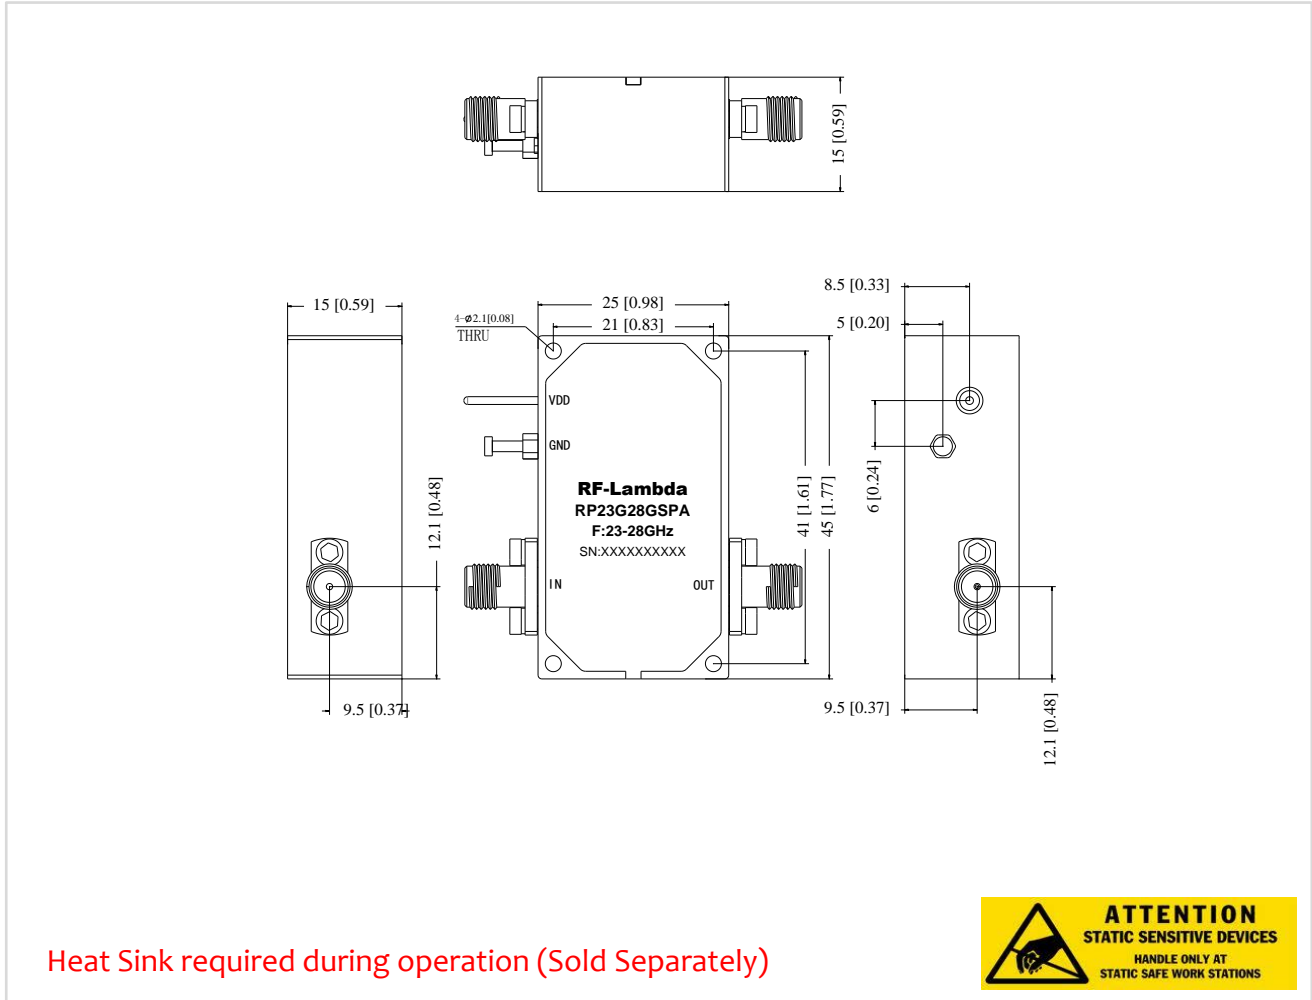 15 [0.59]
8.5 [0.33]
15 [0.59]
25 [0.98]
4-ø2.1[0.08]
THRU
21 [0.83]
5 [0.20]
VDD
GND
6 [0.24]
RF-Lambda
RP23G28GSPA
F:23-28GHz
SN:XXXXXXXXXX
12.1 [0.48]
41 [1.61]
45 [1.77]
IN
OUT
9.5 [0.37]
9.5 [0.37]
12.1 [0.48]
Heat Sink required during operation (Sold Separately)
ATTENTION
STATIC SENSITIVE DEVICES
HANDLE ONLY AT
STATIC SAFE WORK STATIONS